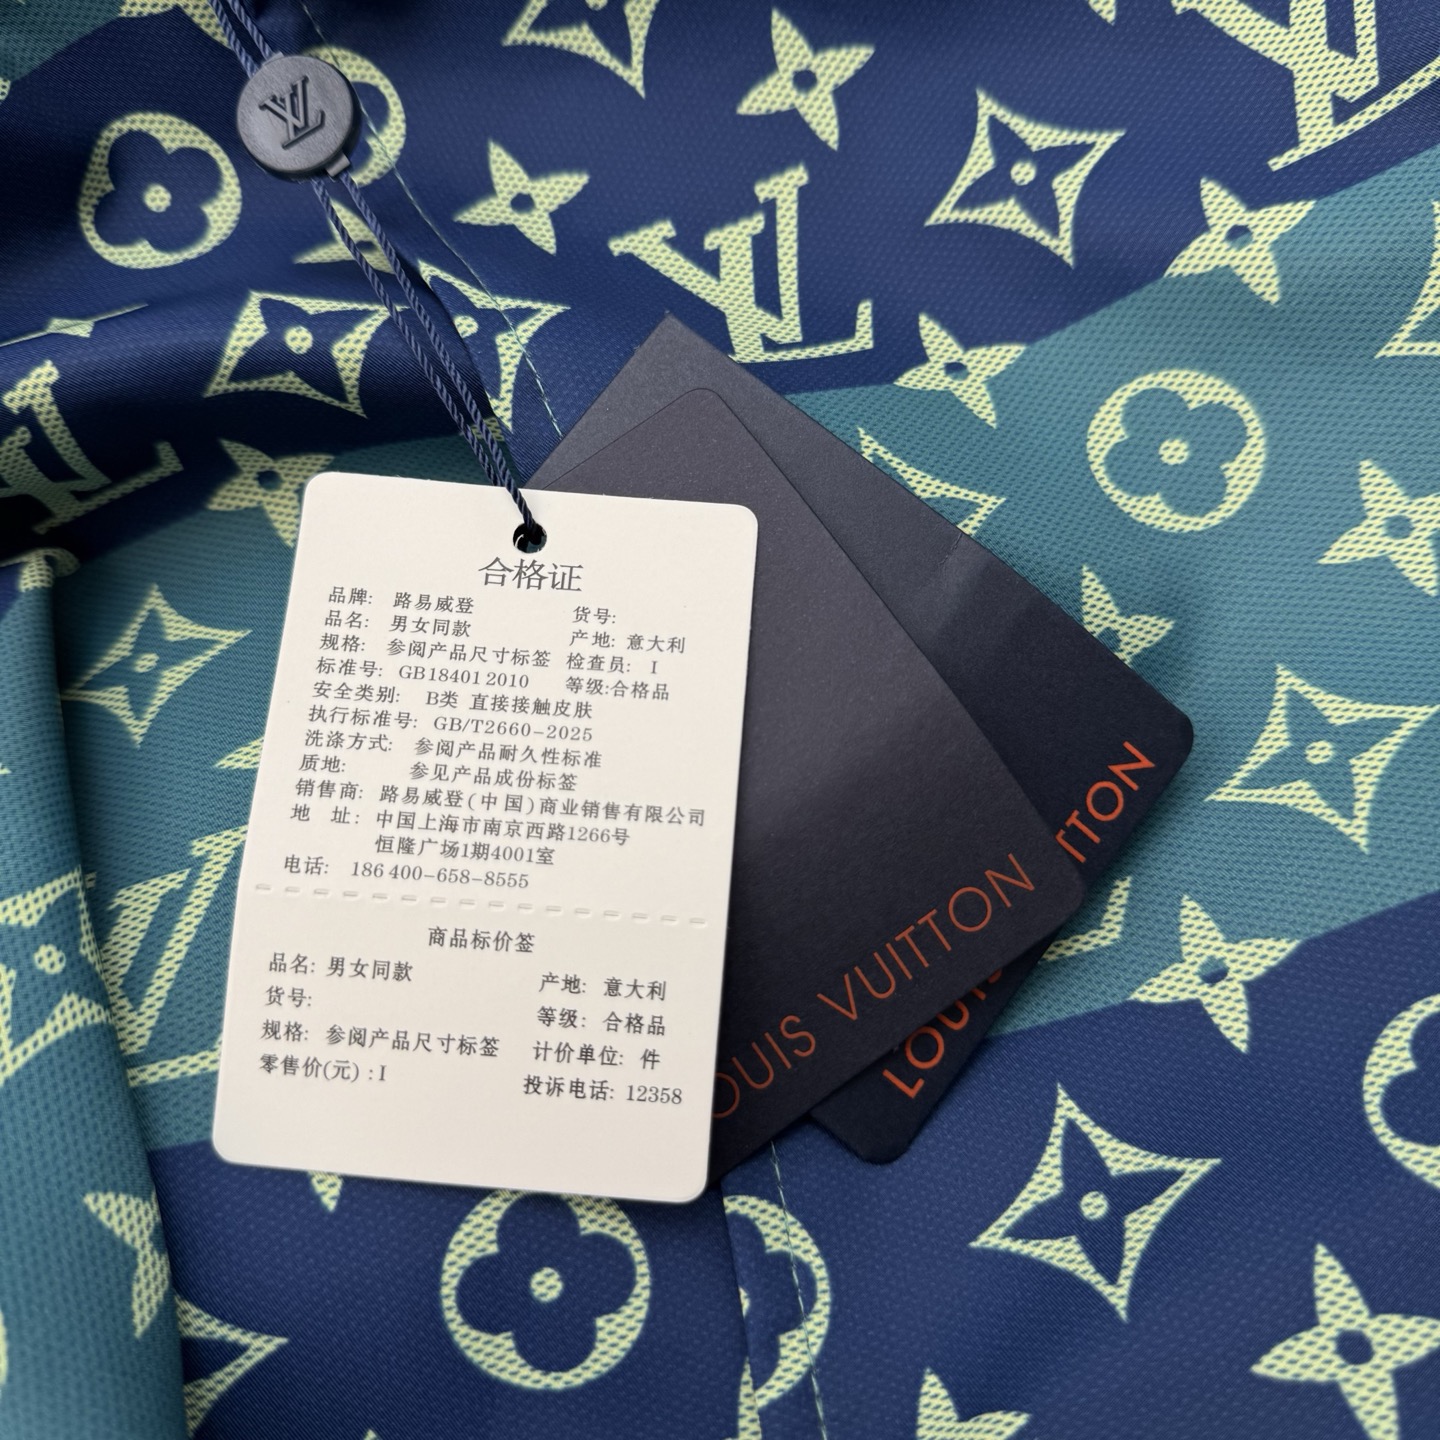 合格证
品牌: 路易威登
货号:
品名: 男女同款
产地: 意大利
规格: 参阅产品尺寸标签 检查员: I
标准号: GB18401 2010 等级:合格品
安全类别: B类 直接接触皮肤
执行标准号: GB/T2660-2025
洗涤方式: 参阅产品耐久性标准
质地: 参见产品成份标签
销售商: 路易威登(中国)商业销售有限公司
地 址: 中国上海市南京西路1266号
恒隆广场1期4001室
电话: 186 400-658-8555
商品标价签
品名: 男女同款 产地: 意大利
货号: 等级: 合格品
规格: 参阅产品尺寸标签 计价单位: 件
零售价(元) :I 投诉电话: 12358
LOUIS VUITTON
OUIS VUITTON
LV